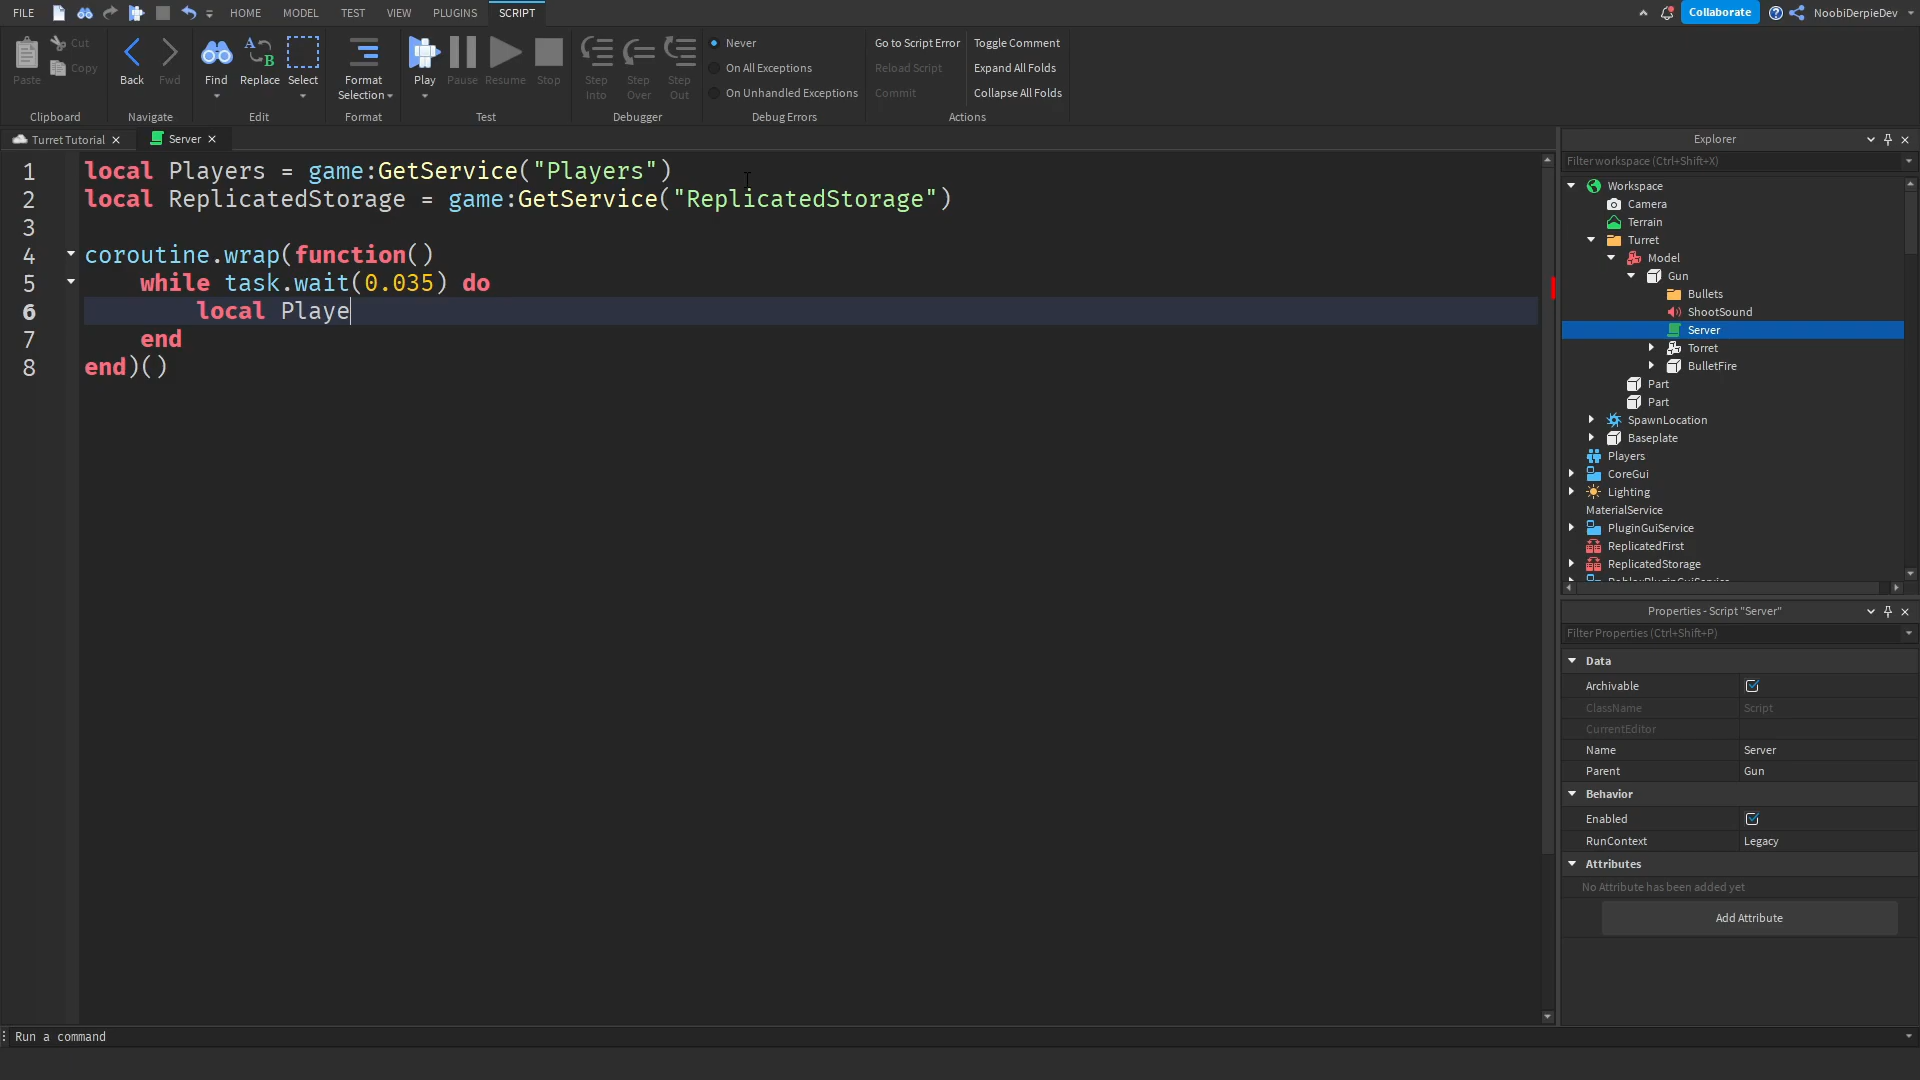 FILE HOME MODEL TEST VIEW PLUGINS SCRIPT Collaborate NoobiDerpieDev
Paste Cut Copy Back Fwd Find Replace Select Format Selection Play Pause Resume Stop Step Into Step Over Step Out
Never Go to Script Error Toggle Comment
On All Exceptions Reload Script Expand All Folds
On Unhandled Exceptions Commit Collapse All Folds
Clipboard Navigate Edit Format Test Debugger Debug Errors Actions
Turret Tutorial Server
1 local Players = game:GetService("Players")
2 local ReplicatedStorage = game:GetService("ReplicatedStorage")
3
4 coroutine.wrap(function()
5 while task.wait(0.035) do
6 local Playe
7 end
8 end)()
Explorer
Filter workspace (Ctrl+Shift+X)
Workspace
Camera
Terrain
Turret
Model
Gun
Bullets
ShootSound
Server
Torret
BulletFire
Part
Part
SpawnLocation
Baseplate
Players
CoreGui
Lighting
MaterialService
PluginGuiService
ReplicatedFirst
ReplicatedStorage
Properties - Script "Server"
Filter Properties (Ctrl+Shift+P)
Data
Archivable
ClassName Script
CurrentEditor
Name Server
Parent Gun
Behavior
Enabled
RunContext Legacy
Attributes
No Attribute has been added yet
Add Attribute
Run a command